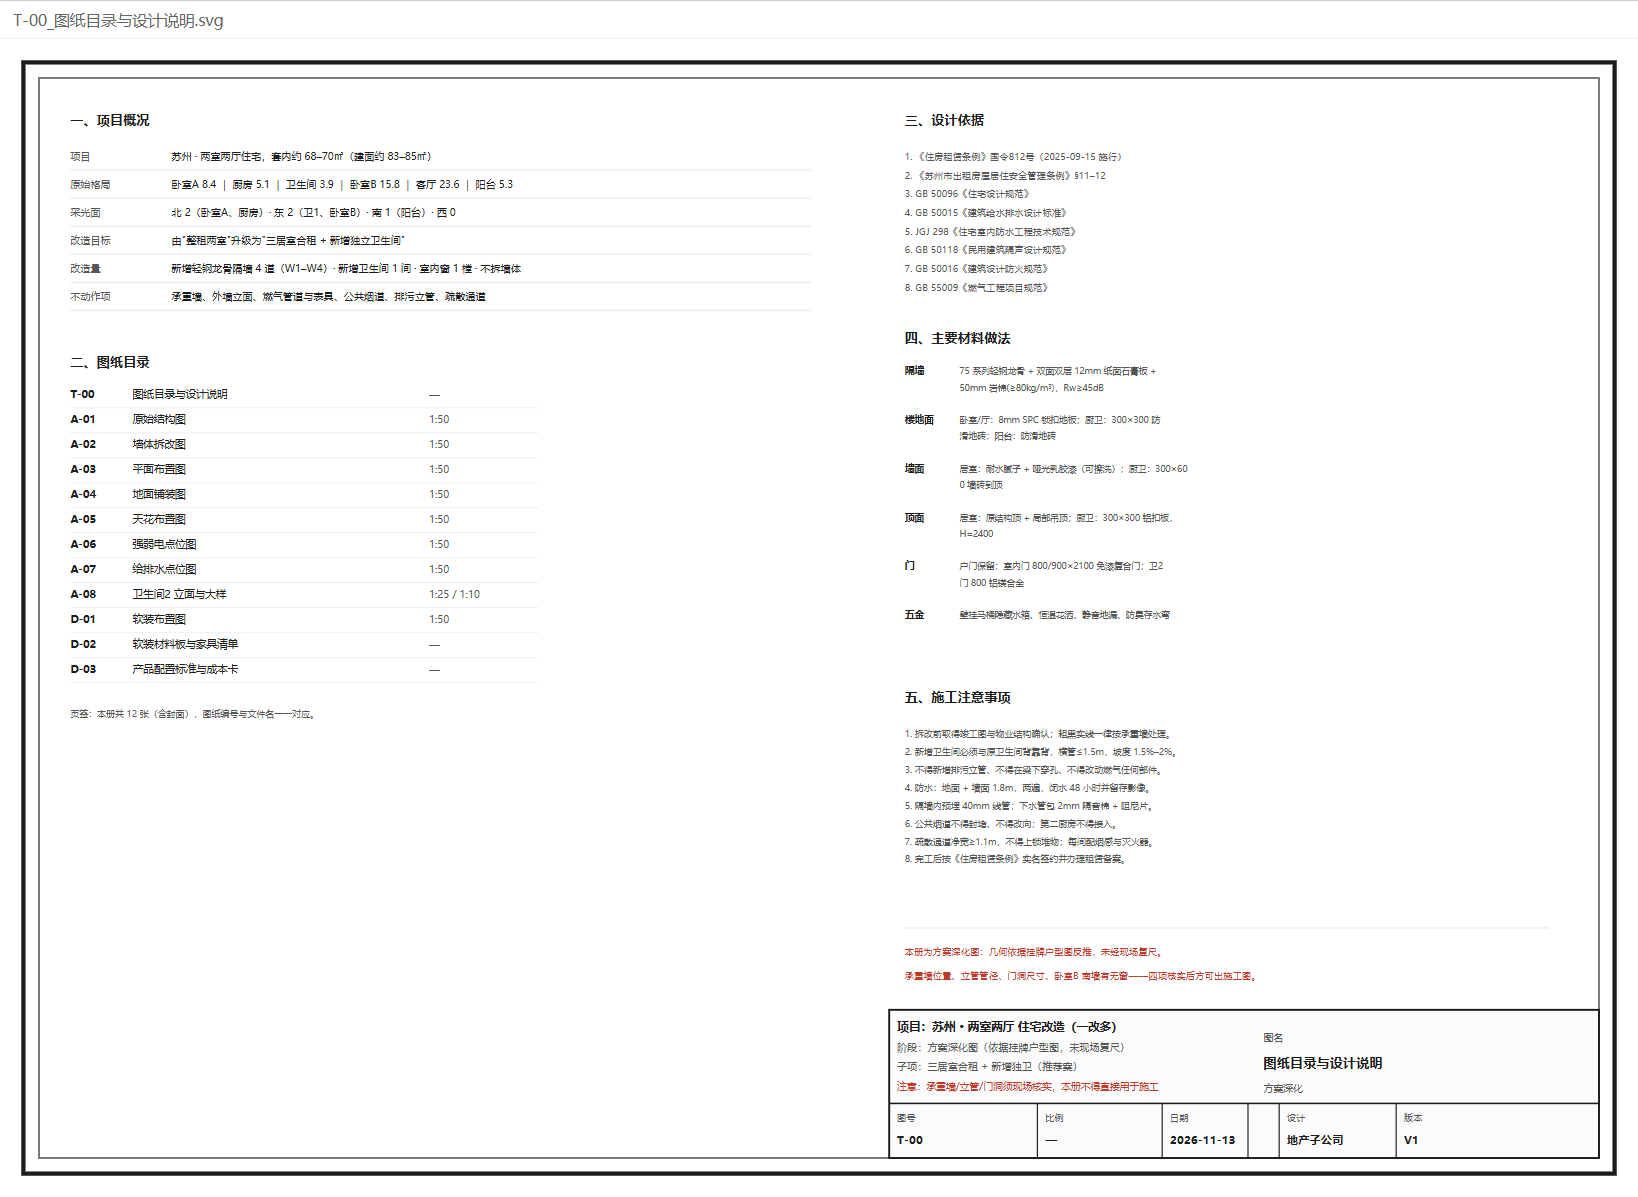 T-00_图纸目录与设计说明.svg
一、项目概况
项目 苏州 · 两室两厅住宅，套内约 68–70㎡（建面约 83–85㎡）
原始格局 卧室A 8.4 ｜ 厨房 5.1 ｜ 卫生间 3.9 ｜ 卧室B 15.8 ｜ 客厅 23.6 ｜ 阳台 5.3
采光面 北 2（卧室A、厨房）· 东 2（卫1、卧室B）· 南 1（阳台）· 西 0
改造目标 由"整租两室"升级为"三居室合租 + 新增独立卫生间"
改造量 新增轻钢龙骨隔墙 4 道（W1–W4）· 新增卫生间 1 间 · 室内窗 1 樘 · 不拆墙体
不动作项 承重墙、外墙立面、燃气管道与表具、公共烟道、排污立管、疏散通道
二、图纸目录
T-00 图纸目录与设计说明 —
A-01 原始结构图 1:50
A-02 墙体拆改图 1:50
A-03 平面布置图 1:50
A-04 地面铺装图 1:50
A-05 天花布置图 1:50
A-06 强弱电点位图 1:50
A-07 给排水点位图 1:50
A-08 卫生间2 立面与大样 1:25 / 1:10
D-01 软装布置图 1:50
D-02 软装材料板与家具清单 —
D-03 产品配置标准与成本卡 —
页签：本册共 12 张（含封面），图纸编号与文件名一一对应。
三、设计依据
1. 《住房租赁条例》国令812号（2025-09-15 施行）
2. 《苏州市出租房屋居住安全管理条例》§11–12
3. GB 50096《住宅设计规范》
4. GB 50015《建筑给水排水设计标准》
5. JGJ 298《住宅室内防水工程技术规范》
6. GB 50118《民用建筑隔声设计规范》
7. GB 50016《建筑设计防火规范》
8. GB 55009《燃气工程项目规范》
四、主要材料做法
隔墙 75 系列轻钢龙骨 + 双面双层 12mm 纸面石膏板 +
50mm 岩棉(≥80kg/m³)，Rw≥45dB
楼地面 卧室/厅：8mm SPC 锁扣地板；厨卫：300×300 防
滑地砖；阳台：防滑地砖
墙面 居室：耐水腻子 + 哑光乳胶漆（可擦洗）；厨卫：300×60
0 墙砖到顶
顶面 居室：原结构顶 + 局部吊顶；厨卫：300×300 铝扣板，
H=2400
门 户门保留；室内门 800/900×2100 免漆复合门；卫2
门 800 铝镁合金
五金 壁挂马桶隐藏水箱、恒温花洒、静音地漏、防臭存水弯
五、施工注意事项
1. 拆改前取得竣工图与物业结构确认；粗黑实线一律按承重墙处理。
2. 新增卫生间必须与原卫生间背靠背，横管≤1.5m，坡度 1.5%–2%。
3. 不得新增排污立管、不得在梁下穿孔、不得改动燃气任何部件。
4. 防水：地面 + 墙面 1.8m，两遍，闭水 48 小时并留存影像。
5. 隔墙内预埋 40mm 线管；下水管包 2mm 隔音棉 + 阻尼片。
6. 公共烟道不得封堵、不得改向；第二厨房不得接入。
7. 疏散通道净宽≥1.1m，不得上锁堆物；每间配烟感与灭火器。
8. 完工后按《住房租赁条例》实名签约并办理租赁备案。
本册为方案深化图：几何依据挂牌户型图反推，未经现场复尺。
承重墙位置、立管管径、门洞尺寸、卧室B 南墙有无窗——四项核实后方可出施工图。
项目：苏州 · 两室两厅 住宅改造（一改多）
阶段：方案深化图（依据挂牌户型图，未现场复尺）
子项：三居室合租 + 新增独卫（推荐案）
注意：承重墙/立管/门洞须现场核实，本册不得直接用于施工
图名
图纸目录与设计说明
方案深化
图号 比例 日期 设计 版本
T-00 — 2026-11-13 地产子公司 V1